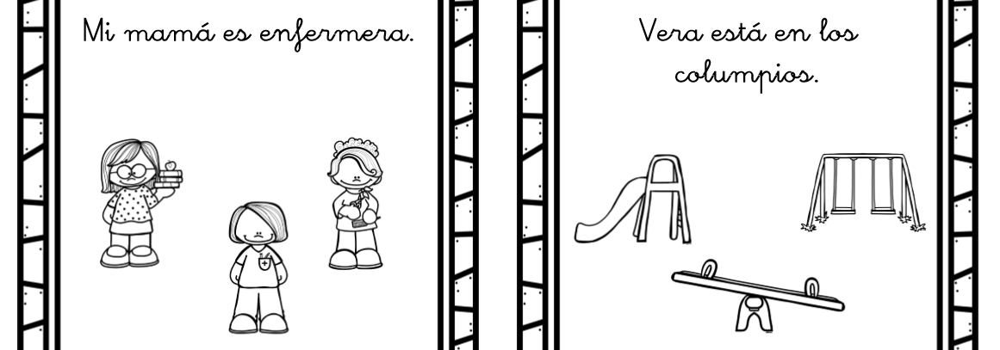 Mi mamá es enfermera.
Vera está en los
columpios.